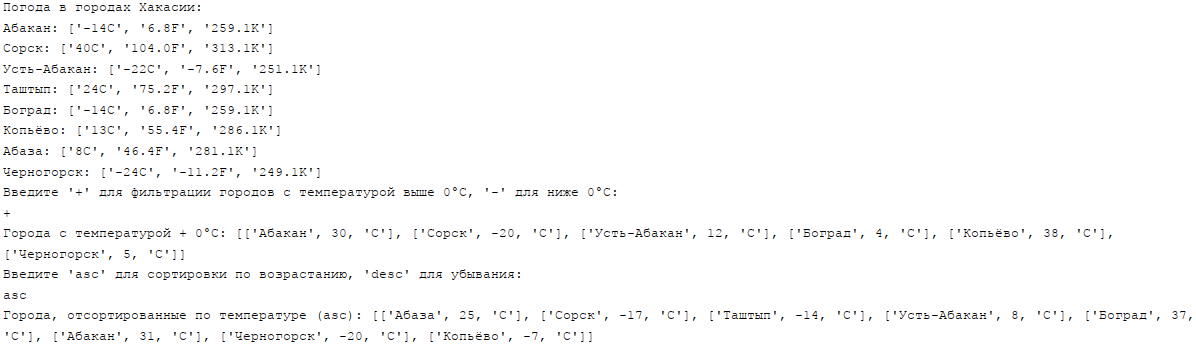 Погода в городах Хакасии:
Абакан: ['-14C', '6.8F', '259.1K']
Сорск: ['40C', '104.0F', '313.1K']
Усть-Абакан: ['-22C', '-7.6F', '251.1K']
Таштып: ['24C', '75.2F', '297.1K']
Боград: ['-14C', '6.8F', '259.1K']
Копьёво: ['13C', '55.4F', '286.1K']
Абаза: ['8C', '46.4F', '281.1K']
Черногорск: ['-24C', '-11.2F', '249.1K']
Введите '+' для фильтрации городов с температурой выше 0°C, '-' для ниже 0°C:
+
Города с температурой + 0°C: [['Абакан', 30, 'C'], ['Сорск', -20, 'C'], ['Усть-Абакан', 12, 'C'], ['Боград', 4, 'C'], ['Копьёво', 38, 'C'],
['Черногорск', 5, 'C']]
Введите 'asc' для сортировки по возрастанию, 'desc' для убывания:
asc
Города, отсортированные по температуре (asc): [['Абаза', 25, 'C'], ['Сорск', -17, 'C'], ['Таштып', -14, 'C'], ['Усть-Абакан', 8, 'C'], ['Боград', 37,
'C'], ['Абакан', 31, 'C'], ['Черногорск', -20, 'C'], ['Копьёво', -7, 'C']]